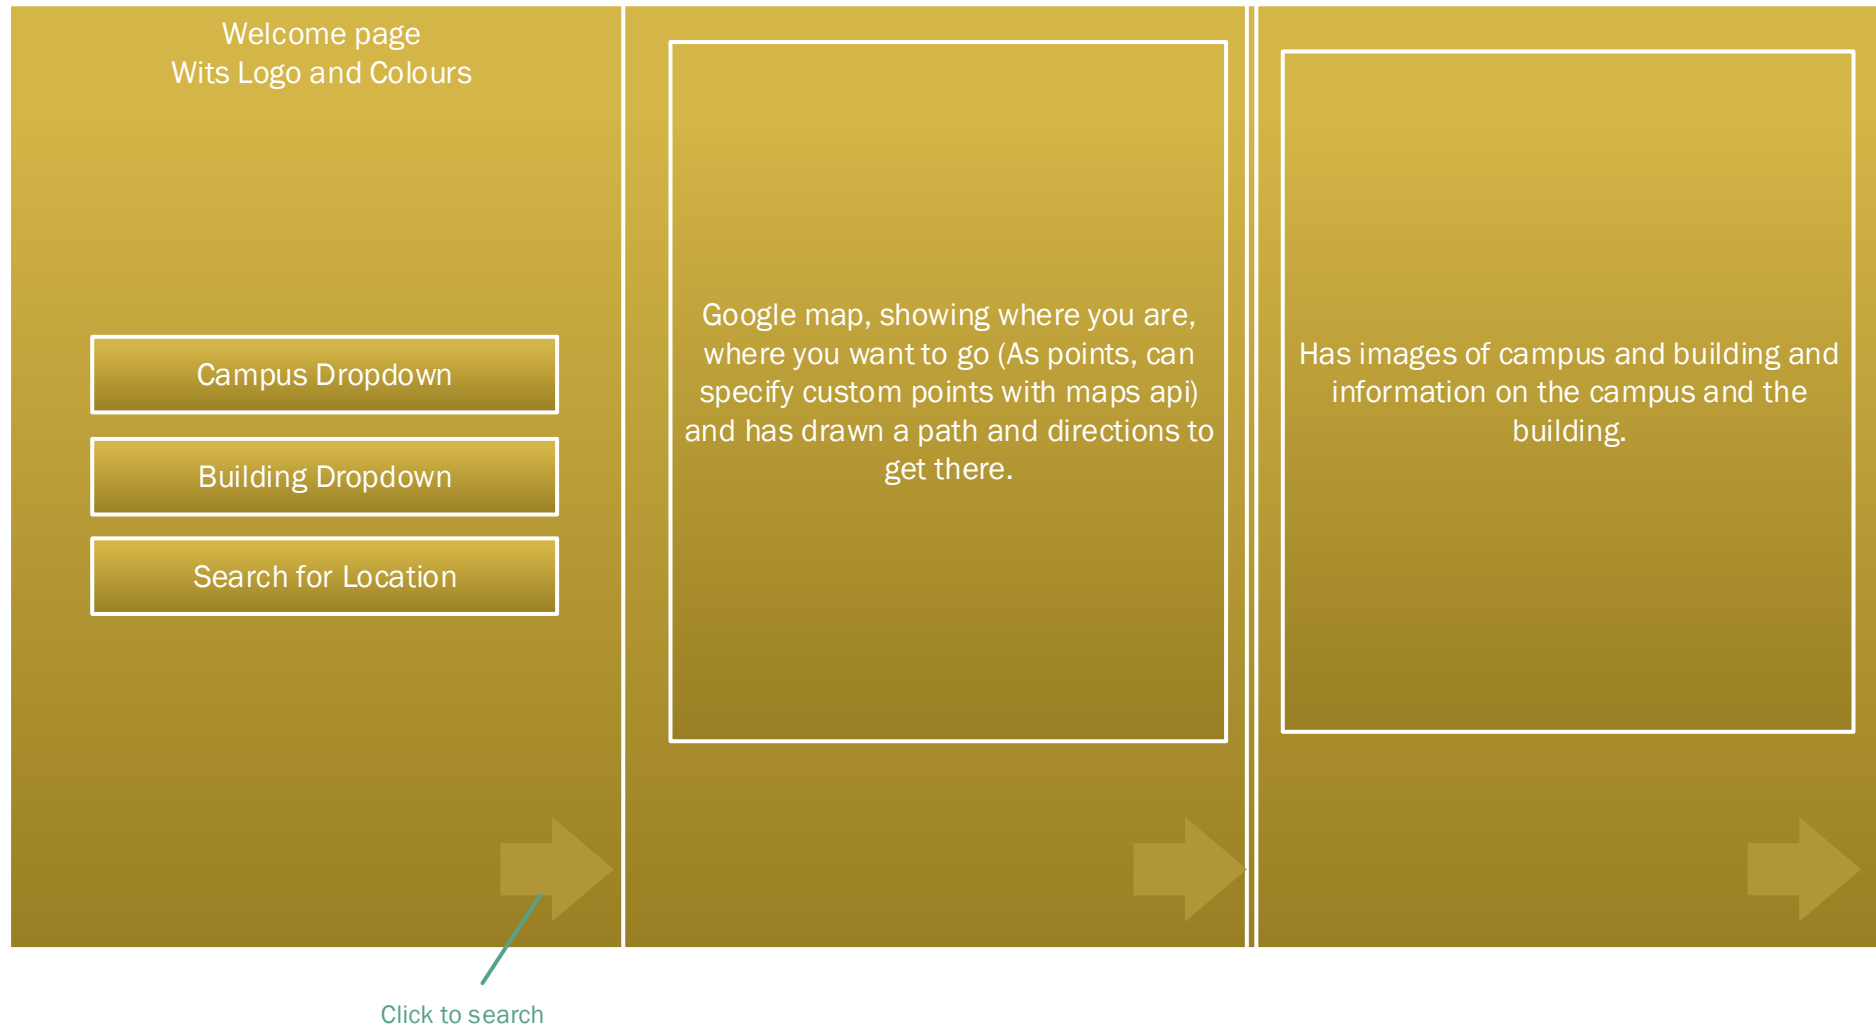 Welcome page
Wits Logo and Colours
Campus Dropdown
Building Dropdown
Search for Location
Click to search
Google map, showing where you are,
where you want to go (As points, can
specify custom points with maps api)
and has drawn a path and directions to
get there.
Has images of campus and building and
information on the campus and the
building.